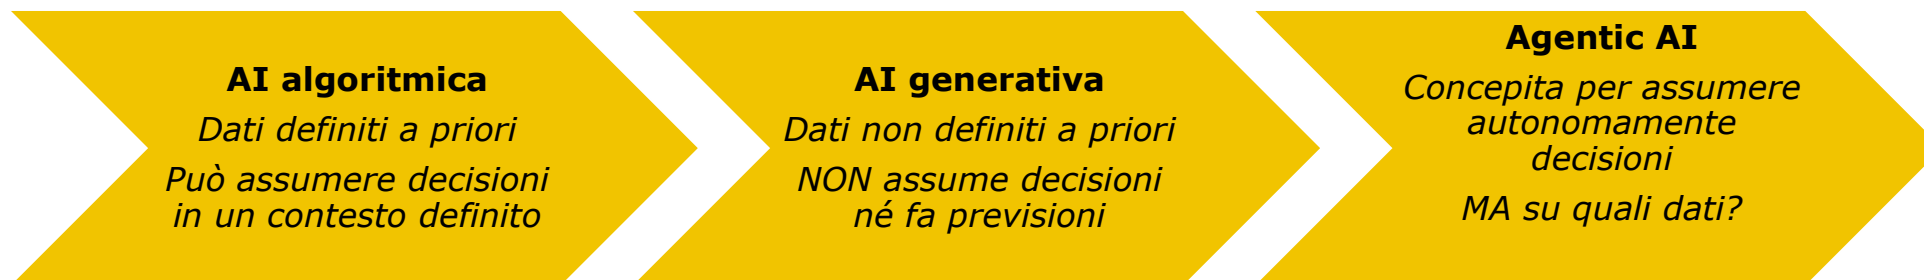 AI algoritmica
Dati definiti a priori
Può assumere decisioni
in un contesto definito
AI generativa
Dati non definiti a priori
NON assume decisioni
né fa previsioni
Agentic AI
Concepita per assumere
autonomamente
decisioni
MA su quali dati?